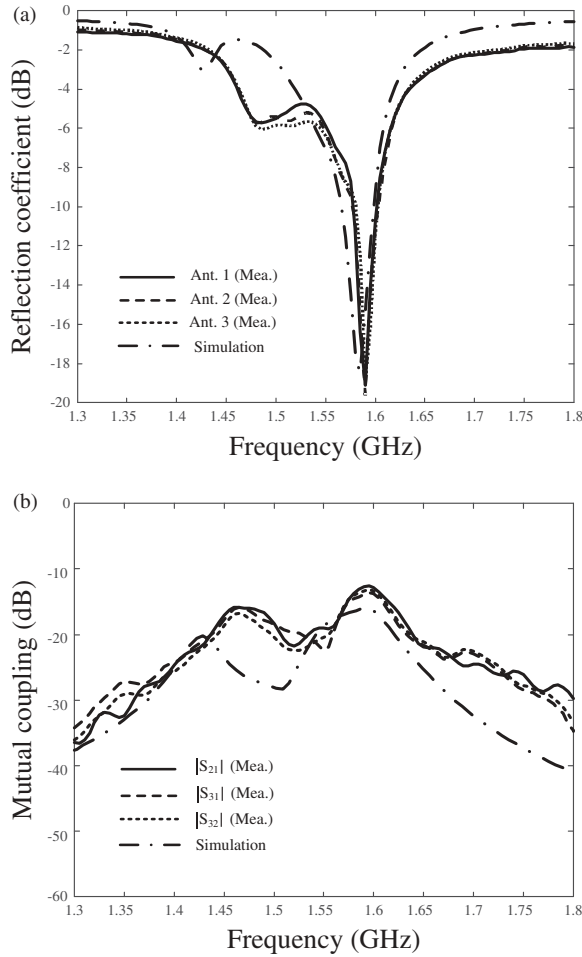 (a)
0
-2
-4
-6
-8
-10
-12
-14
-16
-18
-20
Reflection coefficient (dB)
Ant. 1 (Mea.)
Ant. 2 (Mea.)
Ant. 3 (Mea.)
Simulation
1.3 1.35 1.4 1.45 1.5 1.55 1.6 1.65 1.7 1.75 1.8
Frequency (GHz)
(b)
0
-10
-20
-30
-40
-50
-60
Mutual coupling (dB)
|S21| (Mea.)
|S31| (Mea.)
|S32| (Mea.)
Simulation
1.3 1.35 1.4 1.45 1.5 1.55 1.6 1.65 1.7 1.75 1.8
Frequency (GHz)